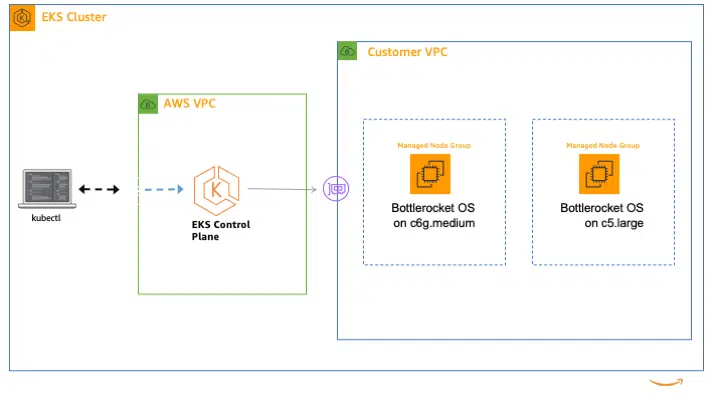 EKS Cluster
Customer VPC
AWS VPC
Managed Node Group
Managed Node Group
kubectl
EKS Control
Plane
Bottlerocket OS
on c6g.medium
Bottlerocket OS
on c5.large